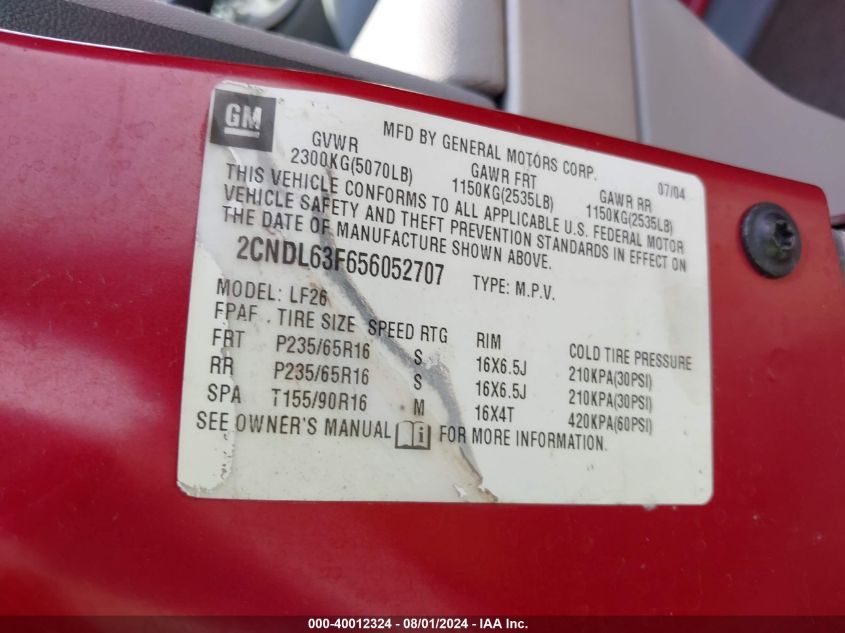 GM
MFD BY GENERAL MOTORS CORP. 07/04
GVWR GAWR FRT GAWR RR
2300KG(5070LB) 1150KG(2535LB) 1150KG(2535LB)
THIS VEHICLE CONFORMS TO ALL APPLICABLE U.S. FEDERAL MOTOR
VEHICLE SAFETY AND THEFT PREVENTION STANDARDS IN EFFECT ON
THE DATE OF MANUFACTURE SHOWN ABOVE.
2CNDL63F656052707 TYPE: M.P.V.
MODEL: LF26
FPAF TIRE SIZE SPEED RTG RIM COLD TIRE PRESSURE
FRT P235/65R16 S 16X6.5J 210KPA(30PSI)
RR P235/65R16 S 16X6.5J 210KPA(30PSI)
SPA T155/90R16 M 16X4T 420KPA(60PSI)
SEE OWNER'S MANUAL i FOR MORE INFORMATION.
000-40012324 - 08/01/2024 - IAA Inc.